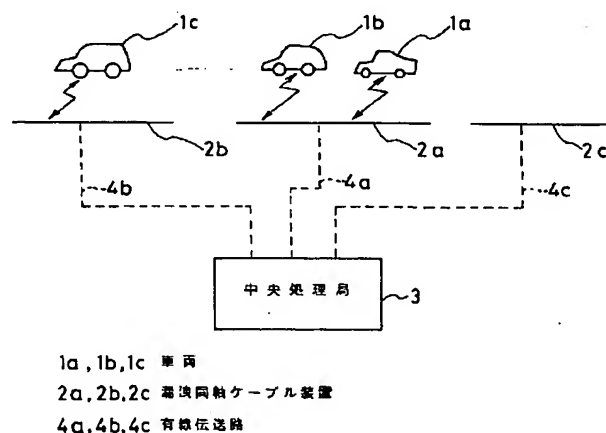 1c 1b 1a
2b 2a 2c
4b 4a 4c
中央処理局 3
1a,1b,1c 車両
2a,2b,2c 漏洩同軸ケーブル装置
4a,4b,4c 有線伝送路